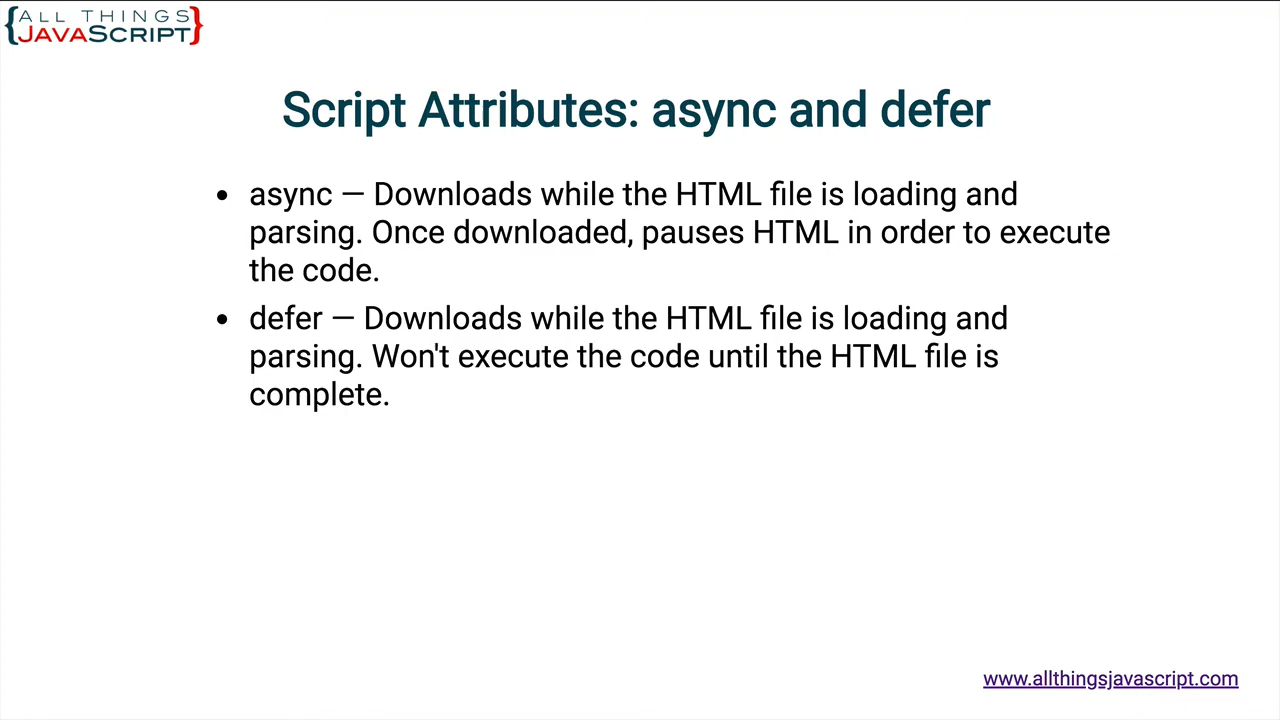 {ALL THINGS
JAVASCRIPT}
Script Attributes: async and defer
• async — Downloads while the HTML file is loading and
parsing. Once downloaded, pauses HTML in order to execute
the code.
• defer — Downloads while the HTML file is loading and
parsing. Won't execute the code until the HTML file is
complete.
www.allthingsjavascript.com